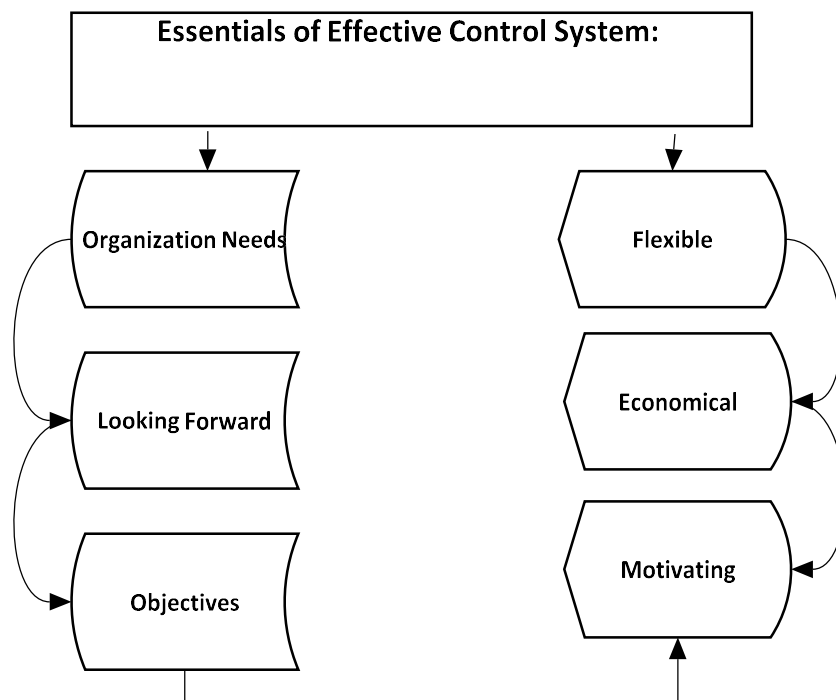 Essentials of Effective Control System:
Organization Needs
Flexible
Looking Forward
Economical
Objectives
Motivating